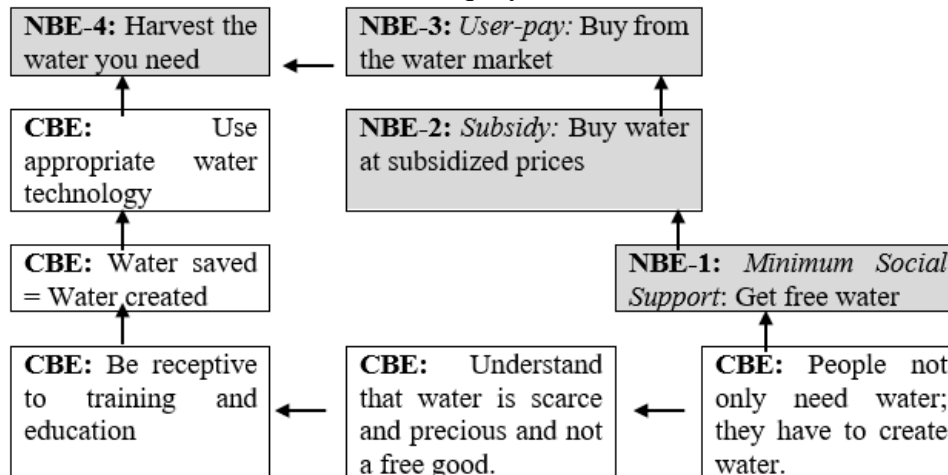 NBE-4: Harvest the
water you need
NBE-3: User-pay: Buy from
the water market
CBE: Use
appropriate water
technology
NBE-2: Subsidy: Buy water
at subsidized prices
CBE: Water saved
= Water created
NBE-1: Minimum Social
Support: Get free water
CBE: Be receptive
to training and
education
CBE: Understand
that water is scarce
and precious and not
a free good.
CBE: People not
only need water;
they have to create
water.